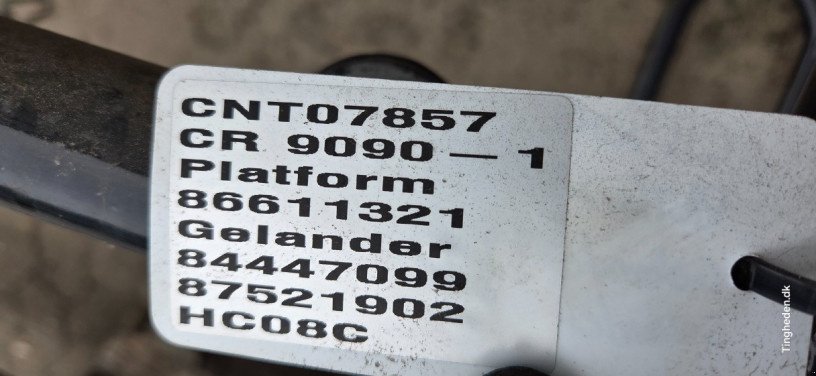 CNT07857
CR 9090 – 1
Platform
86611321
Gelander
84447099
87521902
HC08C
Tingheden.dk